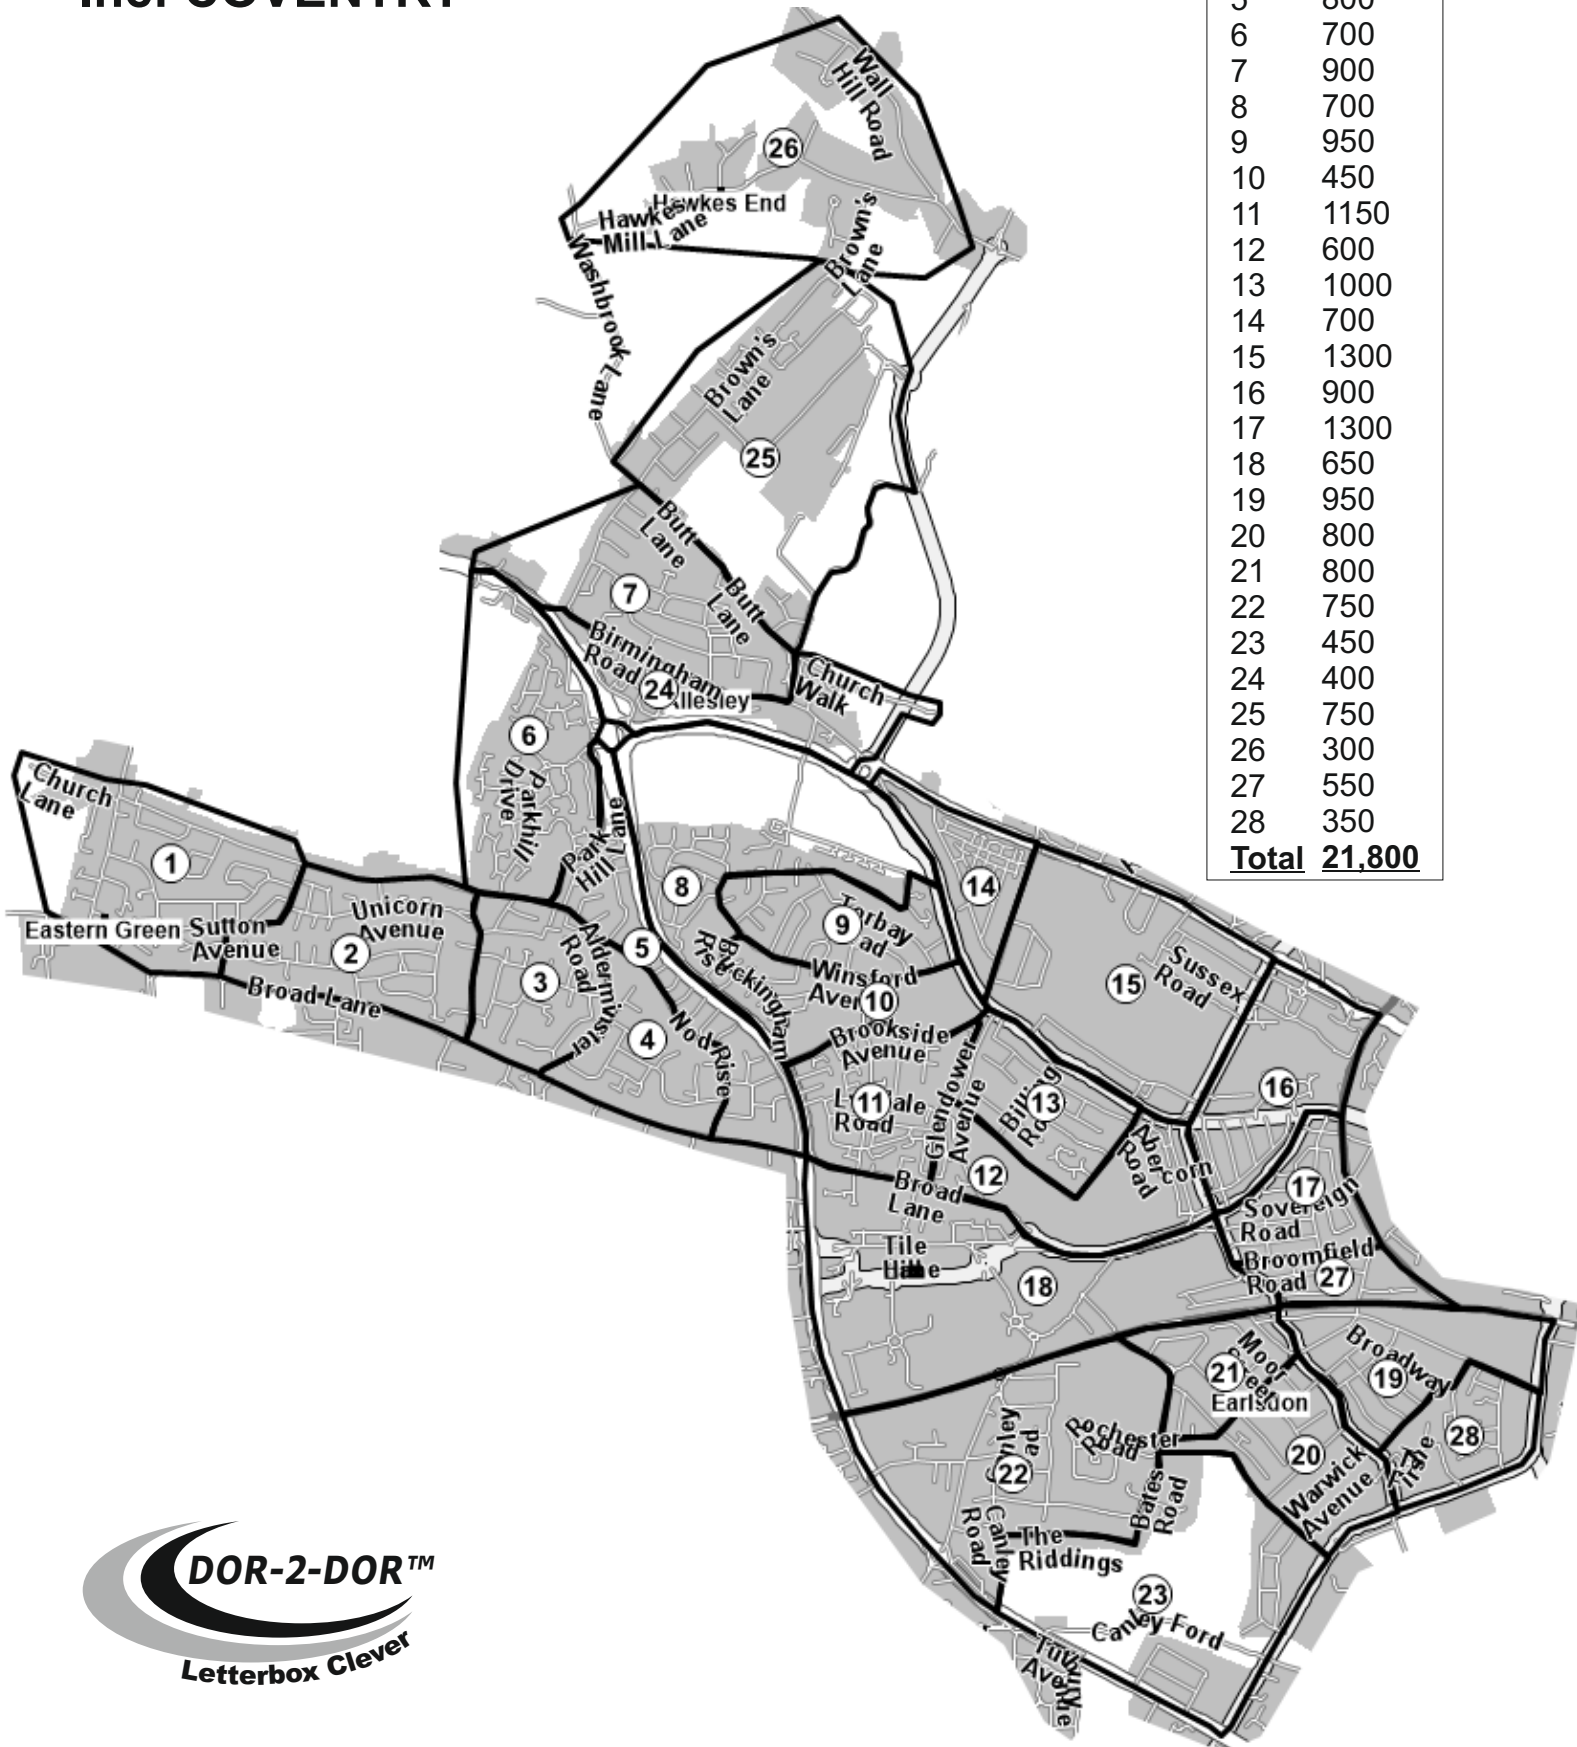 Incl COVENTRY
5 800
6 700
7 900
8 700
9 950
10 450
11 1150
12 600
13 1000
14 700
15 1300
16 900
17 1300
18 650
19 950
20 800
21 800
22 750
23 450
24 400
25 750
26 300
27 550
28 350
Total 21,800
Wall
Hill Road
26
Hawkes End
Hawkes
Mill Lane
Brown's
Lane
Washbrook Lane
Brown's
Lane
25
Butt
Lane
7
Butt
Lane
Birmingham
Road
24
Allesley
Church
Walk
6
Parkhill
Drive
Church
Lane
1
Park
Hill Lane
8
14
Eastern Green
Sutton
Avenue
Unicorn
Avenue
2
9
Torbay
Broad Lane
3
Aldermvister
Road
5
Buckingham
Rise
Winsford
10
15
Sussex
Road
4
Nod Rise
Brookside
Avenue
Glendower
Avenue
16
11
Road
13
Aber
corn
Road
12
Broad
Lane
17
Sovereign
Road
Tile
Broomfield
Road
27
18
Moor
21
Earlsdon
Broadway
19
Rochester
Road
28
20
22
Bates
Road
Warwick
Avenue
Canley
Road
The
Riddings
23
Canley Ford
Avenue
DOR-2-DOR™
Letterbox Clever